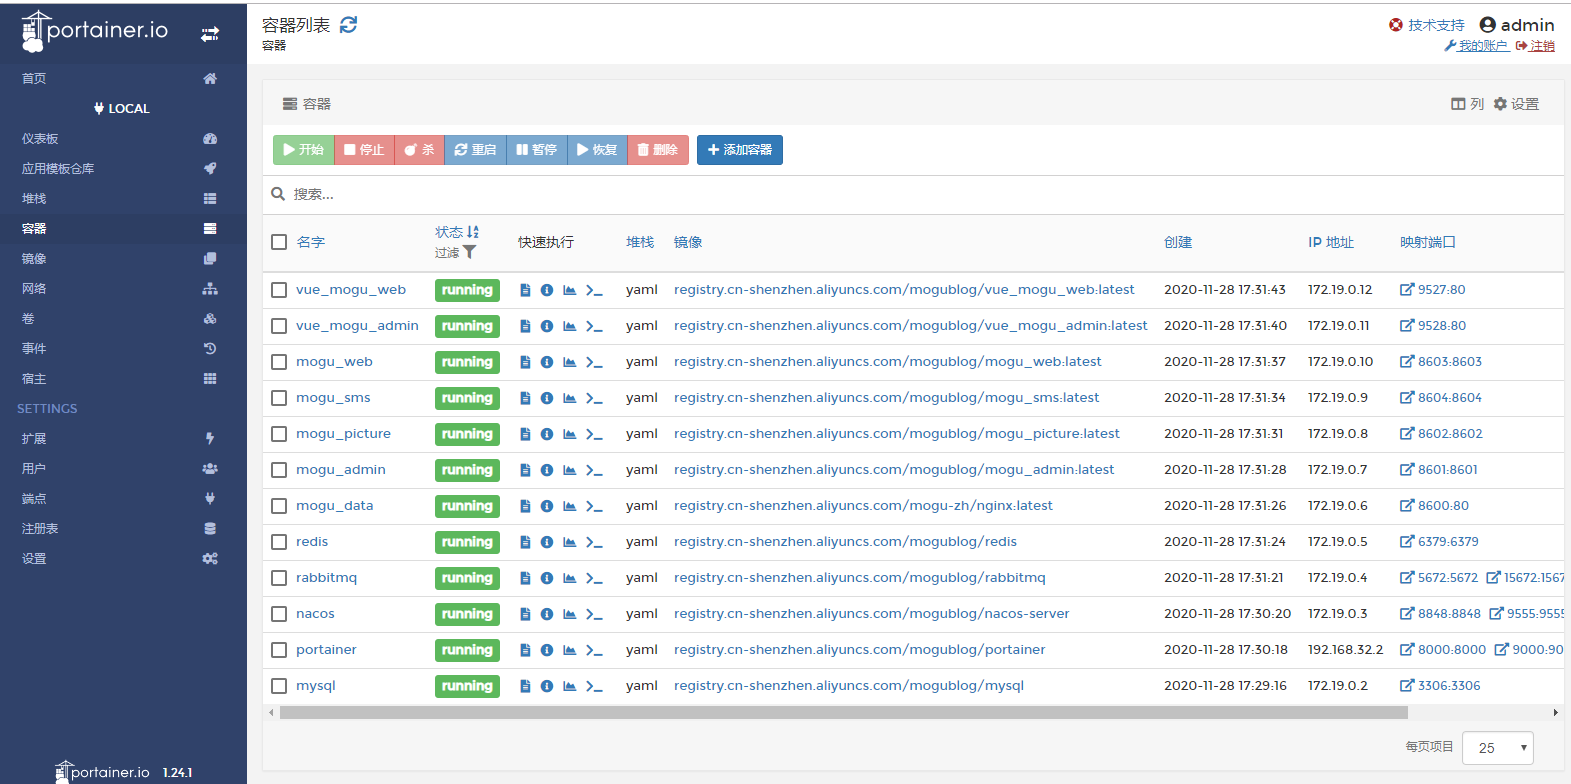 portainer.io
首页
LOCAL
仪表板
应用模板仓库
堆栈
容器
镜像
网络
卷
事件
宿主
SETTINGS
扩展
用户
端点
注册表
设置
portainer.io 1.24.1
容器列表
容器
技术支持 admin
我的账户 注销
容器 列 设置
开始 停止 杀 重启 暂停 恢复 删除 添加容器
搜索...
名字 状态 过滤 快速执行 堆栈 镜像 创建 IP 地址 映射端口
vue_mogu_web running yaml registry.cn-shenzhen.aliyuncs.com/mogublog/vue_mogu_web:latest 2020-11-28 17:31:43 172.19.0.12 9527:80
vue_mogu_admin running yaml registry.cn-shenzhen.aliyuncs.com/mogublog/vue_mogu_admin:latest 2020-11-28 17:31:40 172.19.0.11 9528:80
mogu_web running yaml registry.cn-shenzhen.aliyuncs.com/mogublog/mogu_web:latest 2020-11-28 17:31:37 172.19.0.10 8603:8603
mogu_sms running yaml registry.cn-shenzhen.aliyuncs.com/mogublog/mogu_sms:latest 2020-11-28 17:31:34 172.19.0.9 8604:8604
mogu_picture running yaml registry.cn-shenzhen.aliyuncs.com/mogublog/mogu_picture:latest 2020-11-28 17:31:31 172.19.0.8 8602:8602
mogu_admin running yaml registry.cn-shenzhen.aliyuncs.com/mogublog/mogu_admin:latest 2020-11-28 17:31:28 172.19.0.7 8601:8601
mogu_data running yaml registry.cn-shenzhen.aliyuncs.com/mogu-zh/nginx:latest 2020-11-28 17:31:26 172.19.0.6 8600:80
redis running yaml registry.cn-shenzhen.aliyuncs.com/mogublog/redis 2020-11-28 17:31:24 172.19.0.5 6379:6379
rabbitmq running yaml registry.cn-shenzhen.aliyuncs.com/mogublog/rabbitmq 2020-11-28 17:31:21 172.19.0.4 5672:5672 15672:1567
nacos running yaml registry.cn-shenzhen.aliyuncs.com/mogublog/nacos-server 2020-11-28 17:30:20 172.19.0.3 8848:8848 9555:9555
portainer running yaml registry.cn-shenzhen.aliyuncs.com/mogublog/portainer 2020-11-28 17:30:18 192.168.32.2 8000:8000 9000:90
mysql running yaml registry.cn-shenzhen.aliyuncs.com/mogublog/mysql 2020-11-28 17:29:16 172.19.0.2 3306:3306
每页项目 25